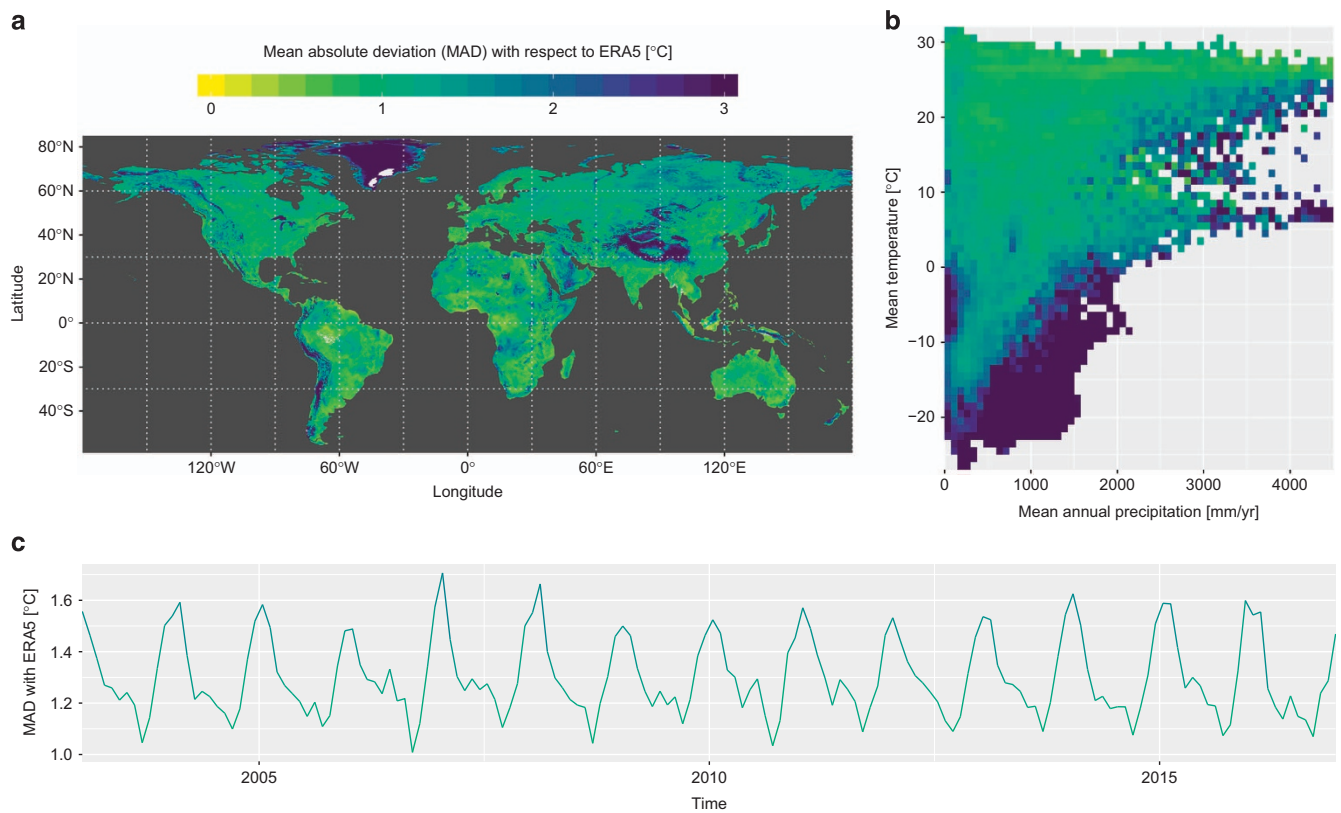 a
Mean absolute deviation (MAD) with respect to ERA5 [°C]
0 1 2 3
Latitude
80°N
60°N
40°N
20°N
0°
20°S
40°S
120°W 60°W 0° 60°E 120°E
Longitude
b
Mean temperature [°C]
30
20
10
0
−10
−20
0 1000 2000 3000 4000
Mean annual precipitation [mm/yr]
c
MAD with ERA5 [°C]
1.6
1.4
1.2
1.0
2005 2010 2015
Time